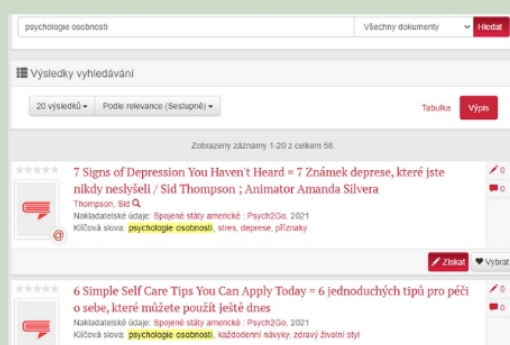 psychologie osobnosti Všechny dokumenty Hledat
Výsledky vyhledávání
20 výsledků Podle relevance (Sestupně) Tabulka Výpis
Zobrazeny záznamy 1-20 z celkem 58.
7 Signs of Depression You Haven't Heard = 7 Známek deprese, které jste 0
nikdy neslyšeli / Sid Thompson ; Animator Amanda Silvera 0
Thompson, Sid
Nakladatelské údaje: Spojené státy americké : Psych2Go, 2021
Klíčová slova: psychologie osobnosti, stres, deprese, příznaky
@
Získat Vybrat
6 Simple Self Care Tips You Can Apply Today = 6 jednoduchých tipů pro péči 0
o sebe, které můžete použít ještě dnes 0
Nakladatelské údaje: Spojené státy americké : Psych2Go, 2021
Klíčová slova: psychologie osobnosti, každodenní návyky, zdravý životní styl